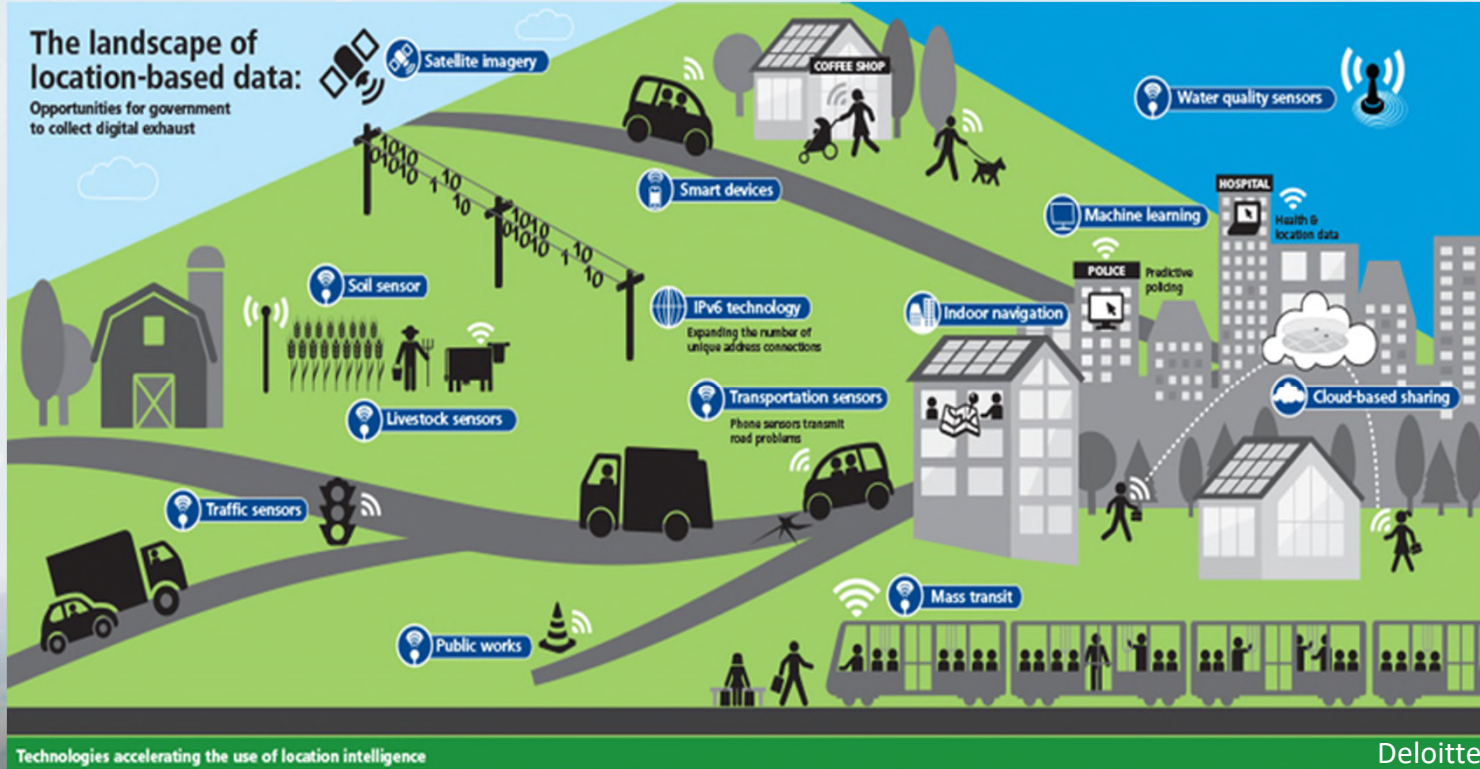 The landscape of
location-based data:
Opportunities for government
to collect digital exhaust
Satellite imagery
COFFEE SHOP
Water quality sensors
1010
01010 1 10
10
Smart devices
HOSPITAL
Health &
location data
Machine learning
1010 10
01010 1 10
POLICE
Predictive
policing
Soil sensor
IPv6 technology
Expanding the number of
unique address connections
Indoor navigation
Livestock sensors
Transportation sensors
Phone sensors transmit
road problems
Cloud-based sharing
Traffic sensors
Mass transit
Public works
Technologies accelerating the use of location intelligence
Deloitte